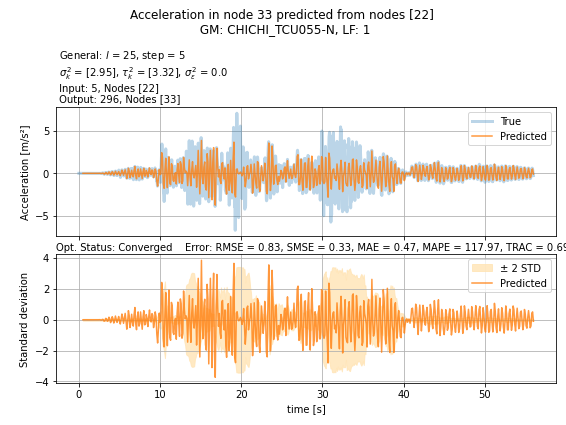 Acceleration in node 33 predicted from nodes [22]
GM: CHICHI_TCU055-N, LF: 1
General: l = 25, step = 5
σ²ₖ = [2.95], τ²ₖ = [3.32], σ²ε = 0.0
Input: 5, Nodes [22]
Output: 296, Nodes [33]
Acceleration [m/s²]
5
0
−5
True
Predicted
Opt. Status: Converged Error: RMSE = 0.83, SMSE = 0.33, MAE = 0.47, MAPE = 117.97, TRAC = 0.69
Standard deviation
4
2
0
−2
−4
± 2 STD
Predicted
0 10 20 30 40 50
time [s]